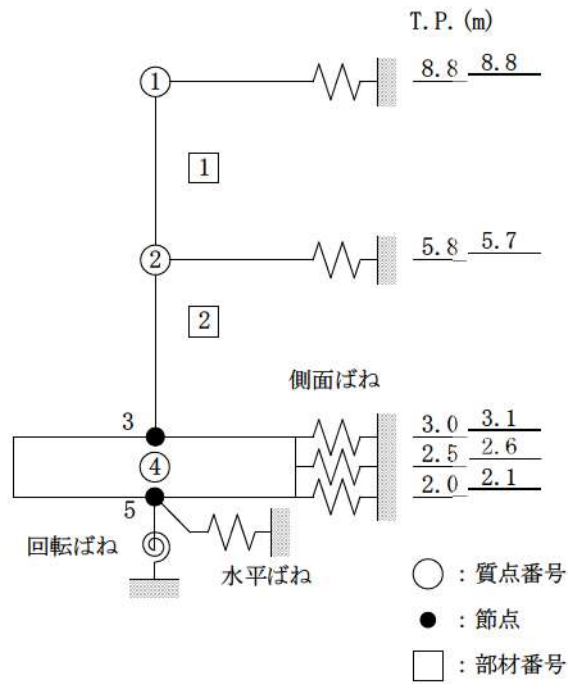 T.P.(m)
1 8.8 8.8
1
2 5.8 5.7
2
側面ばね
3 3.0 3.1
4 2.5 2.6
5 2.0 2.1
回転ばね
水平ばね
○ : 質点番号
● : 節点
□ : 部材番号